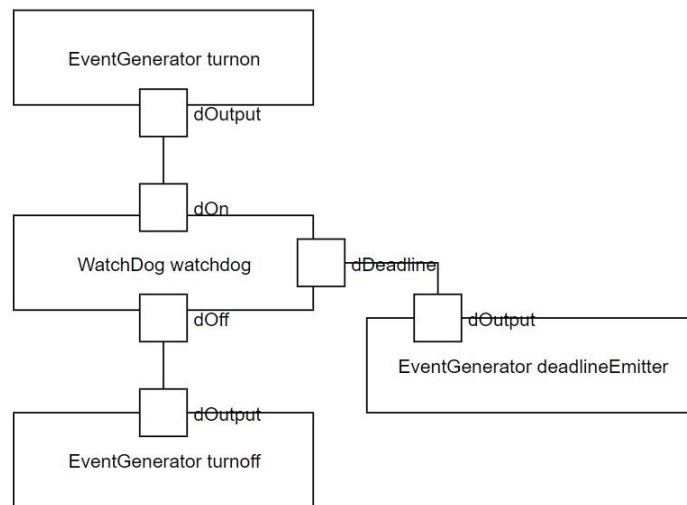 EventGenerator turnon
dOutput
dOn
WatchDog watchdog
dDeadline
dOff
dOutput
EventGenerator deadlineEmitter
dOutput
EventGenerator turnoff